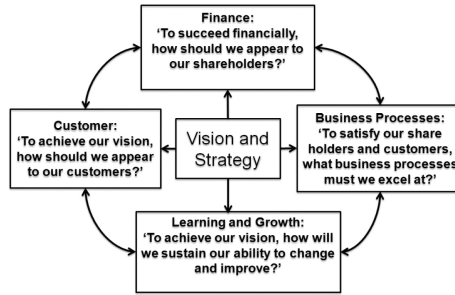 Finance:
‘To succeed financially,
how should we appear to
our shareholders?’
Customer:
‘To achieve our vision,
how should we appear
to our customers?’
Vision and
Strategy
Business Processes:
‘To satisfy our share
holders and customers,
what business processes
must we excel at?’
Learning and Growth:
‘To achieve our vision, how will
we sustain our ability to change
and improve?’